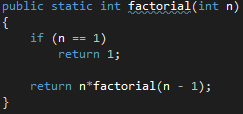 public static int factorial(int n)
{
    if (n == 1)
        return 1;

    return n*factorial(n - 1);
}